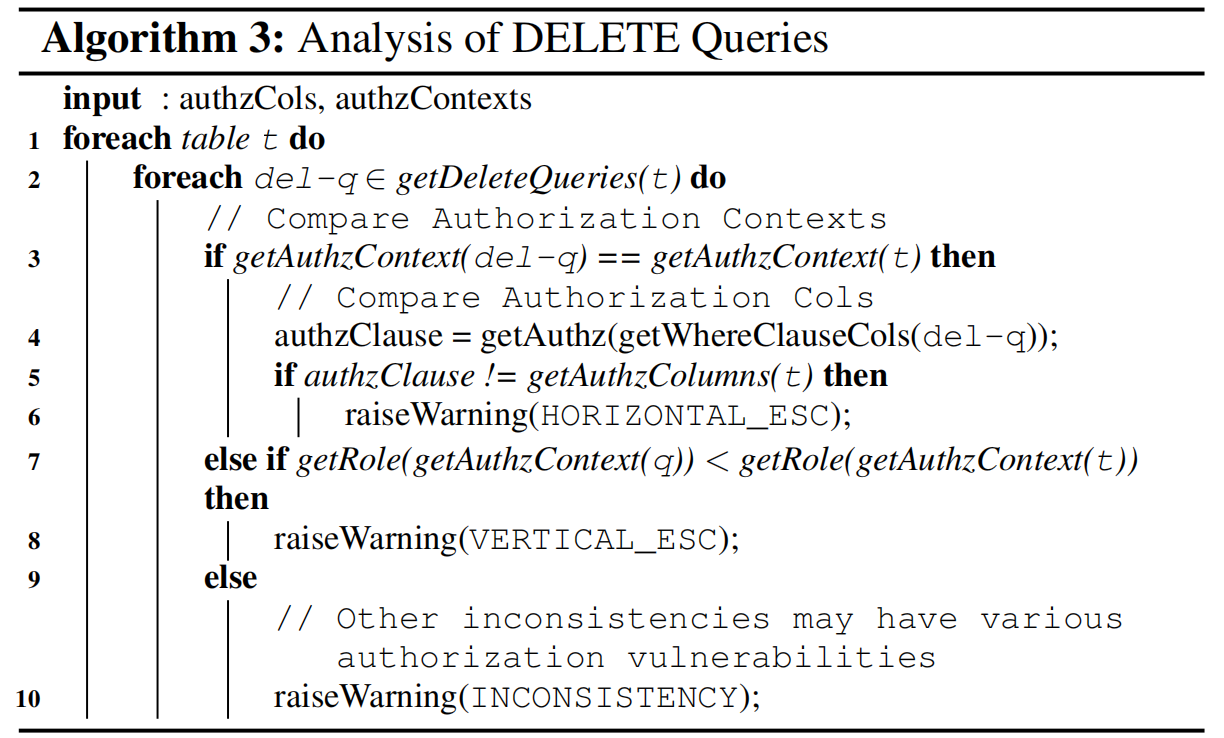 Algorithm 3: Analysis of DELETE Queries
input : authzCols, authzContexts
1 foreach table t do
2 foreach del-q ∈ getDeleteQueries(t) do
// Compare Authorization Contexts
3 if getAuthzContext(del-q) == getAuthzContext(t) then
// Compare Authorization Cols
4 authzClause = getAuthz(getWhereClauseCols(del-q));
5 if authzClause != getAuthzColumns(t) then
6 raiseWarning(HORIZONTAL_ESC);
7 else if getRole(getAuthzContext(q)) < getRole(getAuthzContext(t))
then
8 raiseWarning(VERTICAL_ESC);
9 else
// Other inconsistencies may have various
authorization vulnerabilities
10 raiseWarning(INCONSISTENCY);